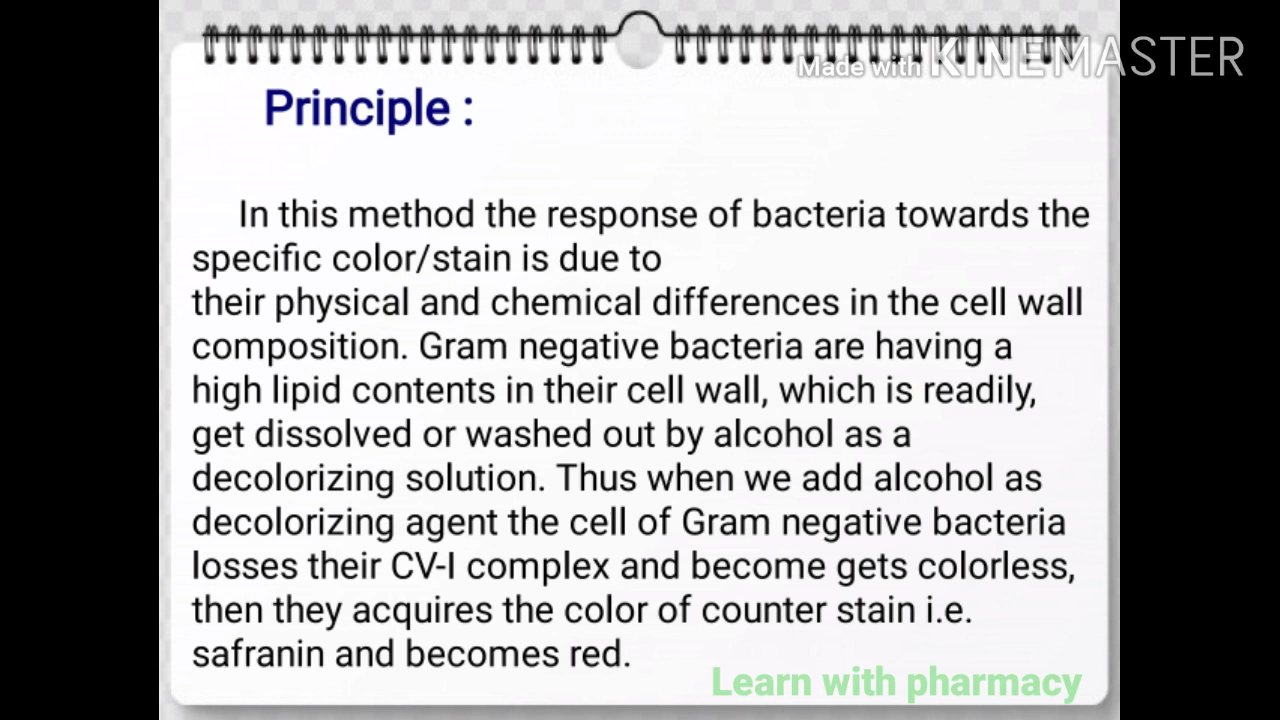 Made with KINEMASTER
Principle :
In this method the response of bacteria towards the
specific color/stain is due to
their physical and chemical differences in the cell wall
composition. Gram negative bacteria are having a
high lipid contents in their cell wall, which is readily,
get dissolved or washed out by alcohol as a
decolorizing solution. Thus when we add alcohol as
decolorizing agent the cell of Gram negative bacteria
losses their CV-I complex and become gets colorless,
then they acquires the color of counter stain i.e.
safranin and becomes red.
Learn with pharmacy